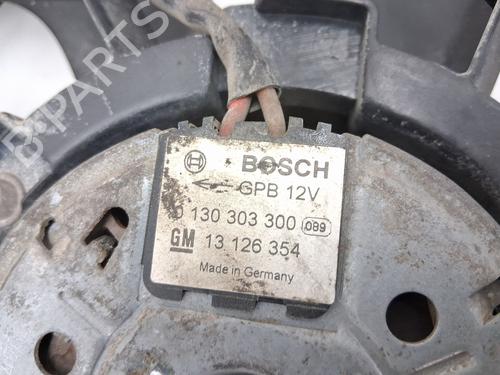 BOSCH
GPB 12V
0 130 303 300 089
GM 13 126 354
Made in Germany
B-PARTS